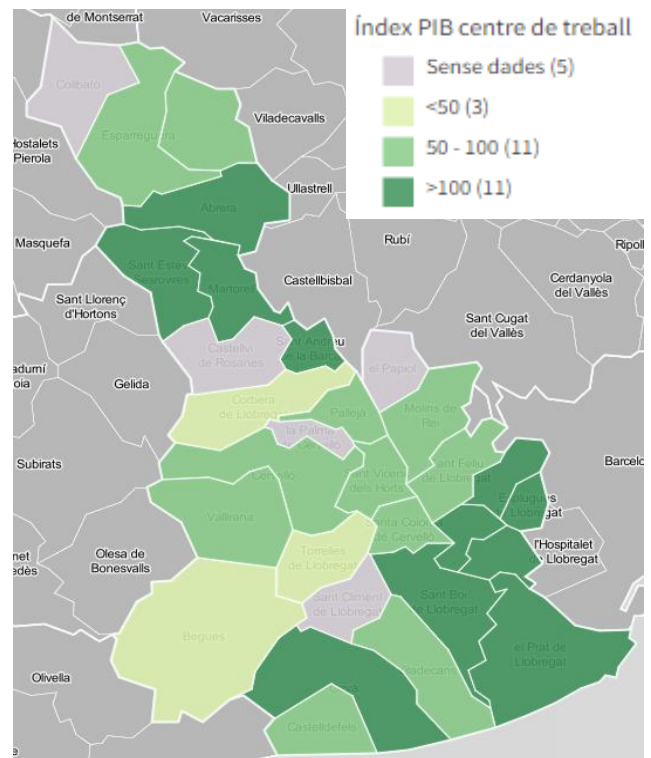 de Montserrat
Vacarisses
Índex PIB centre de treball
Sense dades (5)
<50 (3)
50 - 100 (11)
>100 (11)
Collbató
Esparreguera
Viladecavalls
Hostalets
Pierola
Ullastrell
Abrera
Masquefa
Rubí
Ripoll
Sant Esteve
Sesrovires
Martorell
Castellbisbal
Cerdanyola
del Vallès
Sant Llorenç
d'Hortons
Sant Cugat
del Vallès
Sant Andreu
de la Barca
Castellví
de Rosanes
el Papiol
Gelida
Corbera
de Llobregat
Pallejà
Molins de
Rei
la Palma
de Cervelló
Subirats
Cervelló
Sant Vicenç
dels Horts
Sant Feliu
de Llobregat
Barcelo
Esplugues
de Llobregat
Vallirana
Santa Coloma
de Cervelló
l'Hospitalet
de Llobregat
Olesa de
Bonesvalls
Torrelles
de Llobregat
Sant Climent
de Llobregat
Sant Boi
de Llobregat
Begues
el Prat de
Llobregat
Olivella
Viladecans
Castelldefels